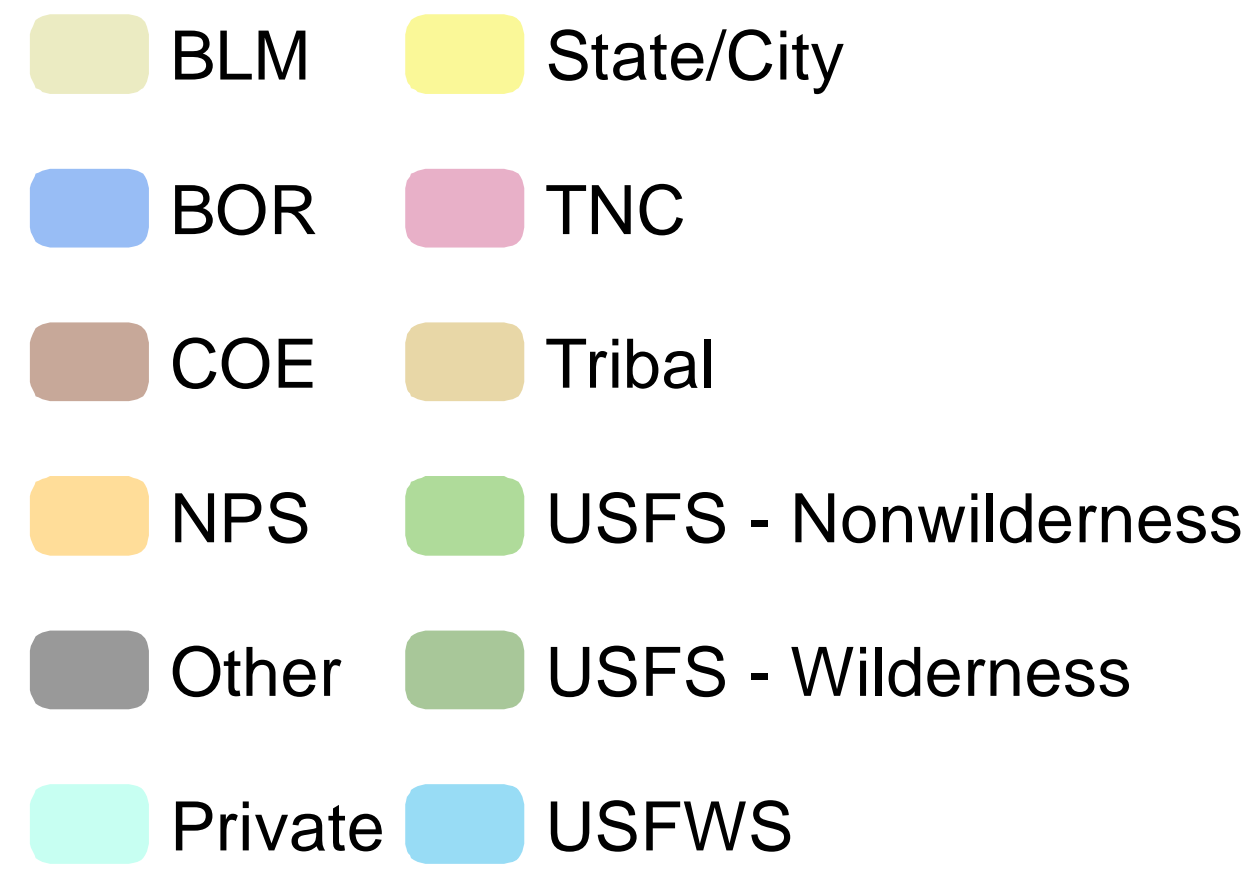 BLM
BOR
COE
NPS
Other
Private
State/City
TNC
Tribal
USFS - Nonwilderness
USFS - Wilderness
USFWS